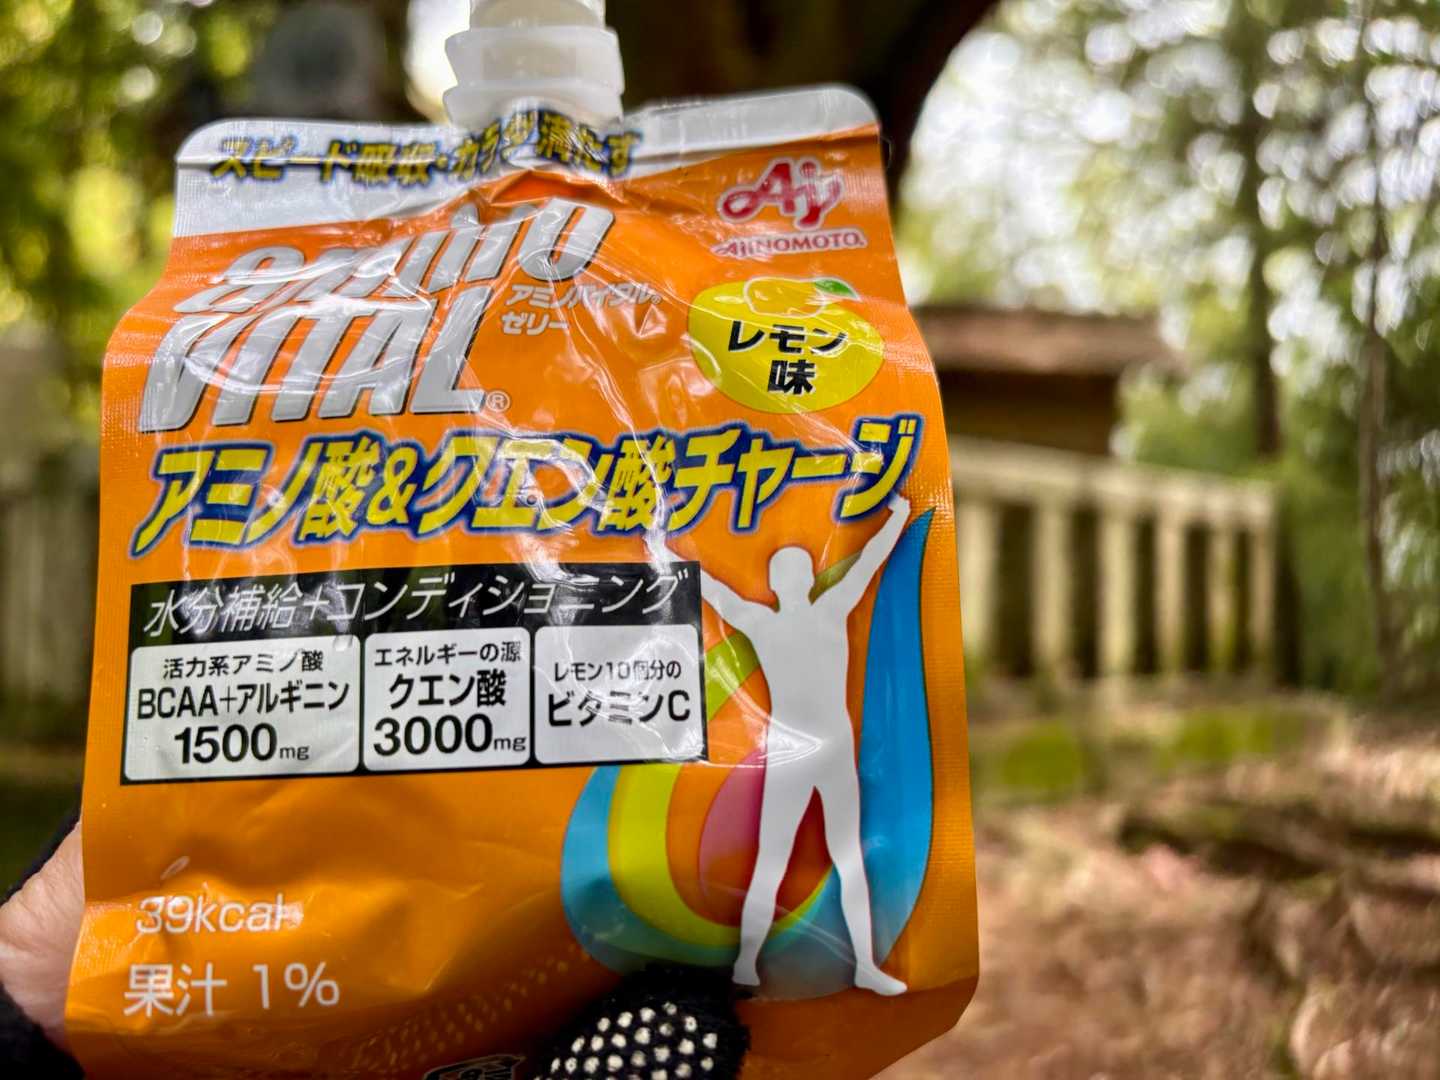 スピード吸収・カラダ満たす
amino
VITAL®
アミノバイタル®
ゼリー
AJINOMOTO
レモン
味
アミノ酸&クエン酸チャージ
水分補給+コンディショニング
活力系アミノ酸
BCAA+アルギニン
1500mg
エネルギーの源
クエン酸
3000mg
レモン10個分の
ビタミンC
39kcal
果汁 1%